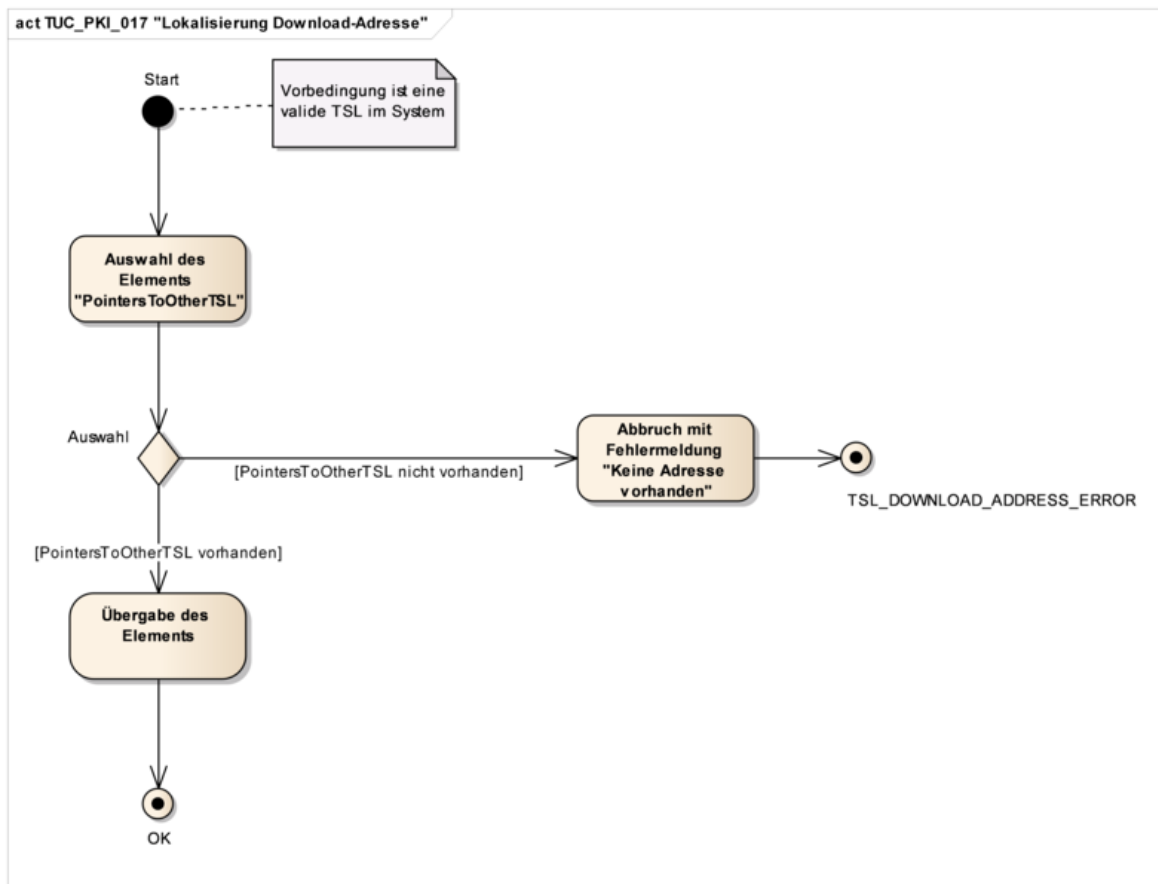 act TUC_PKI_017 "Lokalisierung Download-Adresse"
Start
Vorbedingung ist eine
valide TSL im System
Auswahl des
Elements
"PointersToOtherTSL"
Auswahl
[PointersToOtherTSL nicht vorhanden]
Abbruch mit
Fehlermeldung
"Keine Adresse
vorhanden"
TSL_DOWNLOAD_ADDRESS_ERROR
[PointersToOtherTSL vorhanden]
Übergabe des
Elements
OK